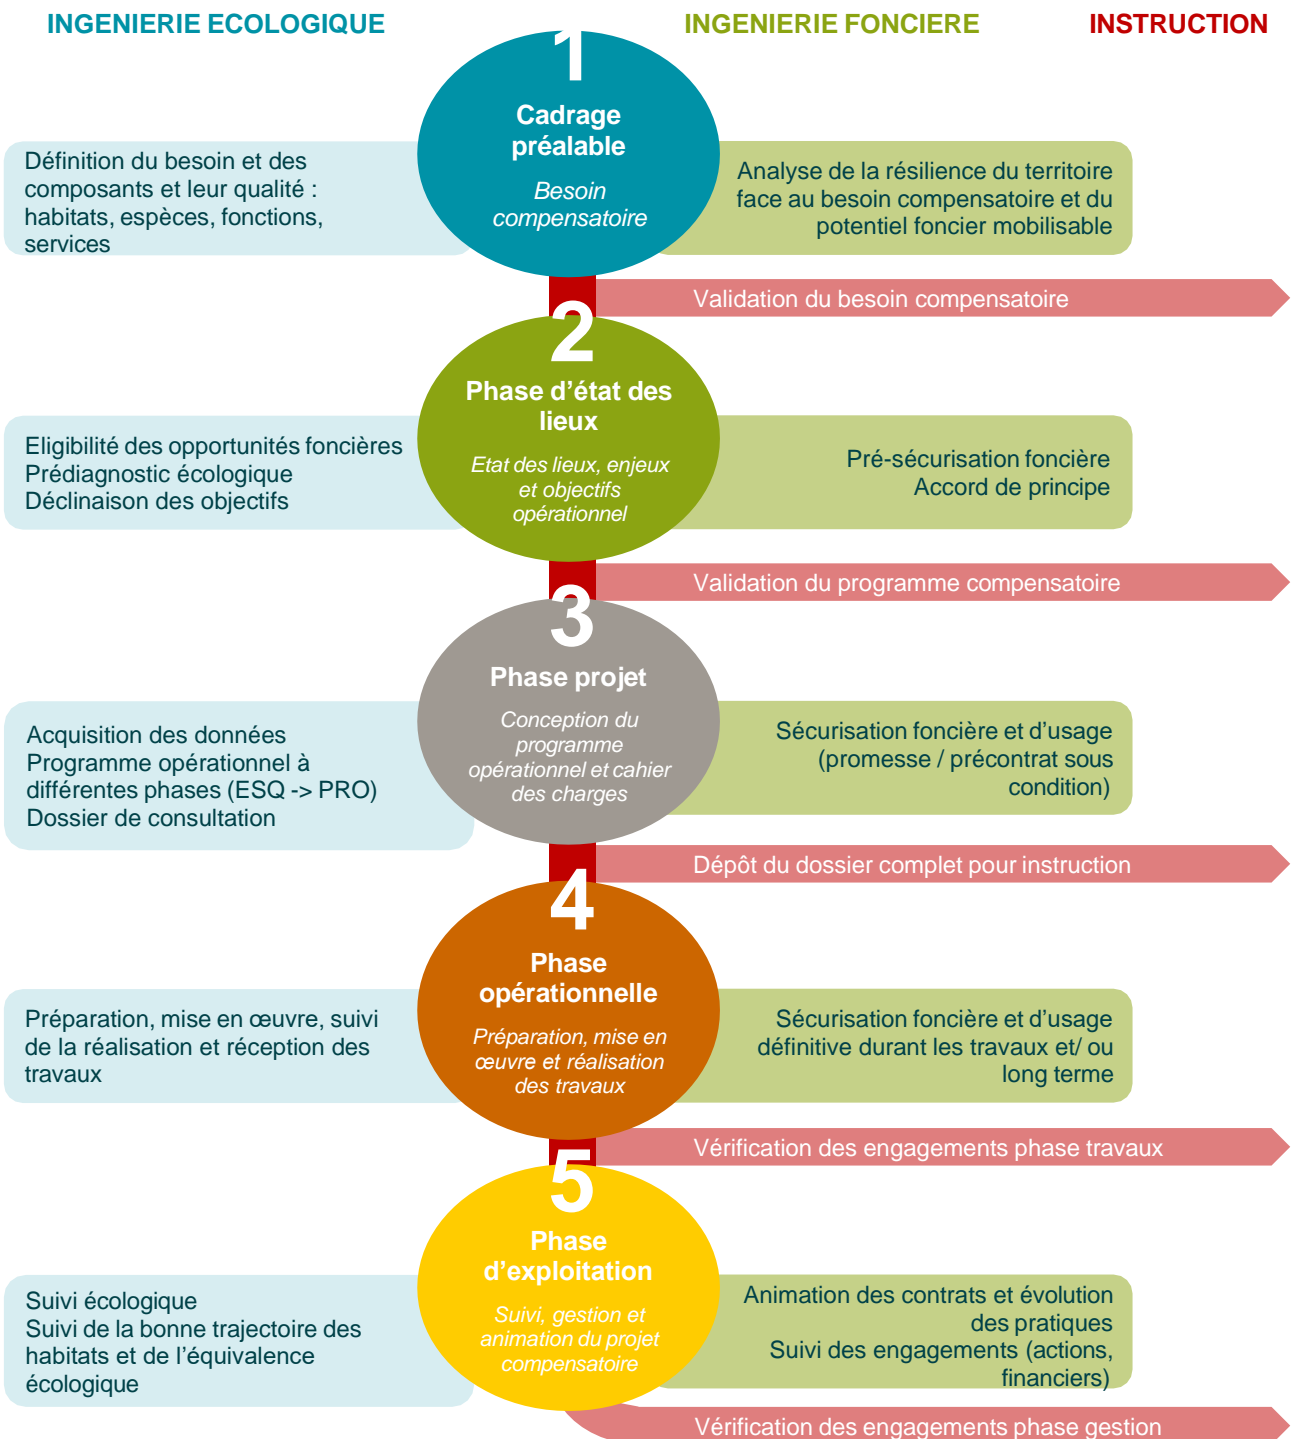 INGENIERIE ECOLOGIQUE
INGENIERIE FONCIERE
INSTRUCTION
1
Cadrage
préalable
Besoin
compensatoire
Définition du besoin et des
composants et leur qualité :
habitats, espèces, fonctions,
services
Analyse de la résilience du territoire
face au besoin compensatoire et du
potentiel foncier mobilisable
Validation du besoin compensatoire
2
Phase d’état des
lieux
Etat des lieux, enjeux
et objectifs
opérationnel
Eligibilité des opportunités foncières
Prédiagnostic écologique
Déclinaison des objectifs
Pré-sécurisation foncière
Accord de principe
Validation du programme compensatoire
3
Phase projet
Conception du
programme
opérationnel et cahier
des charges
Acquisition des données
Programme opérationnel à
différentes phases (ESQ -> PRO)
Dossier de consultation
Sécurisation foncière et d’usage
(promesse / précontrat sous
condition)
Dépôt du dossier complet pour instruction
4
Phase
opérationnelle
Préparation, mise en
œuvre et réalisation
des travaux
Préparation, mise en œuvre, suivi
de la réalisation et réception des
travaux
Sécurisation foncière et d’usage
définitive durant les travaux et/ ou
long terme
Vérification des engagements phase travaux
5
Phase
d’exploitation
Suivi, gestion et
animation du projet
compensatoire
Suivi écologique
Suivi de la bonne trajectoire des
habitats et de l’équivalence
écologique
Animation des contrats et évolution
des pratiques
Suivi des engagements (actions,
financiers)
Vérification des engagements phase gestion